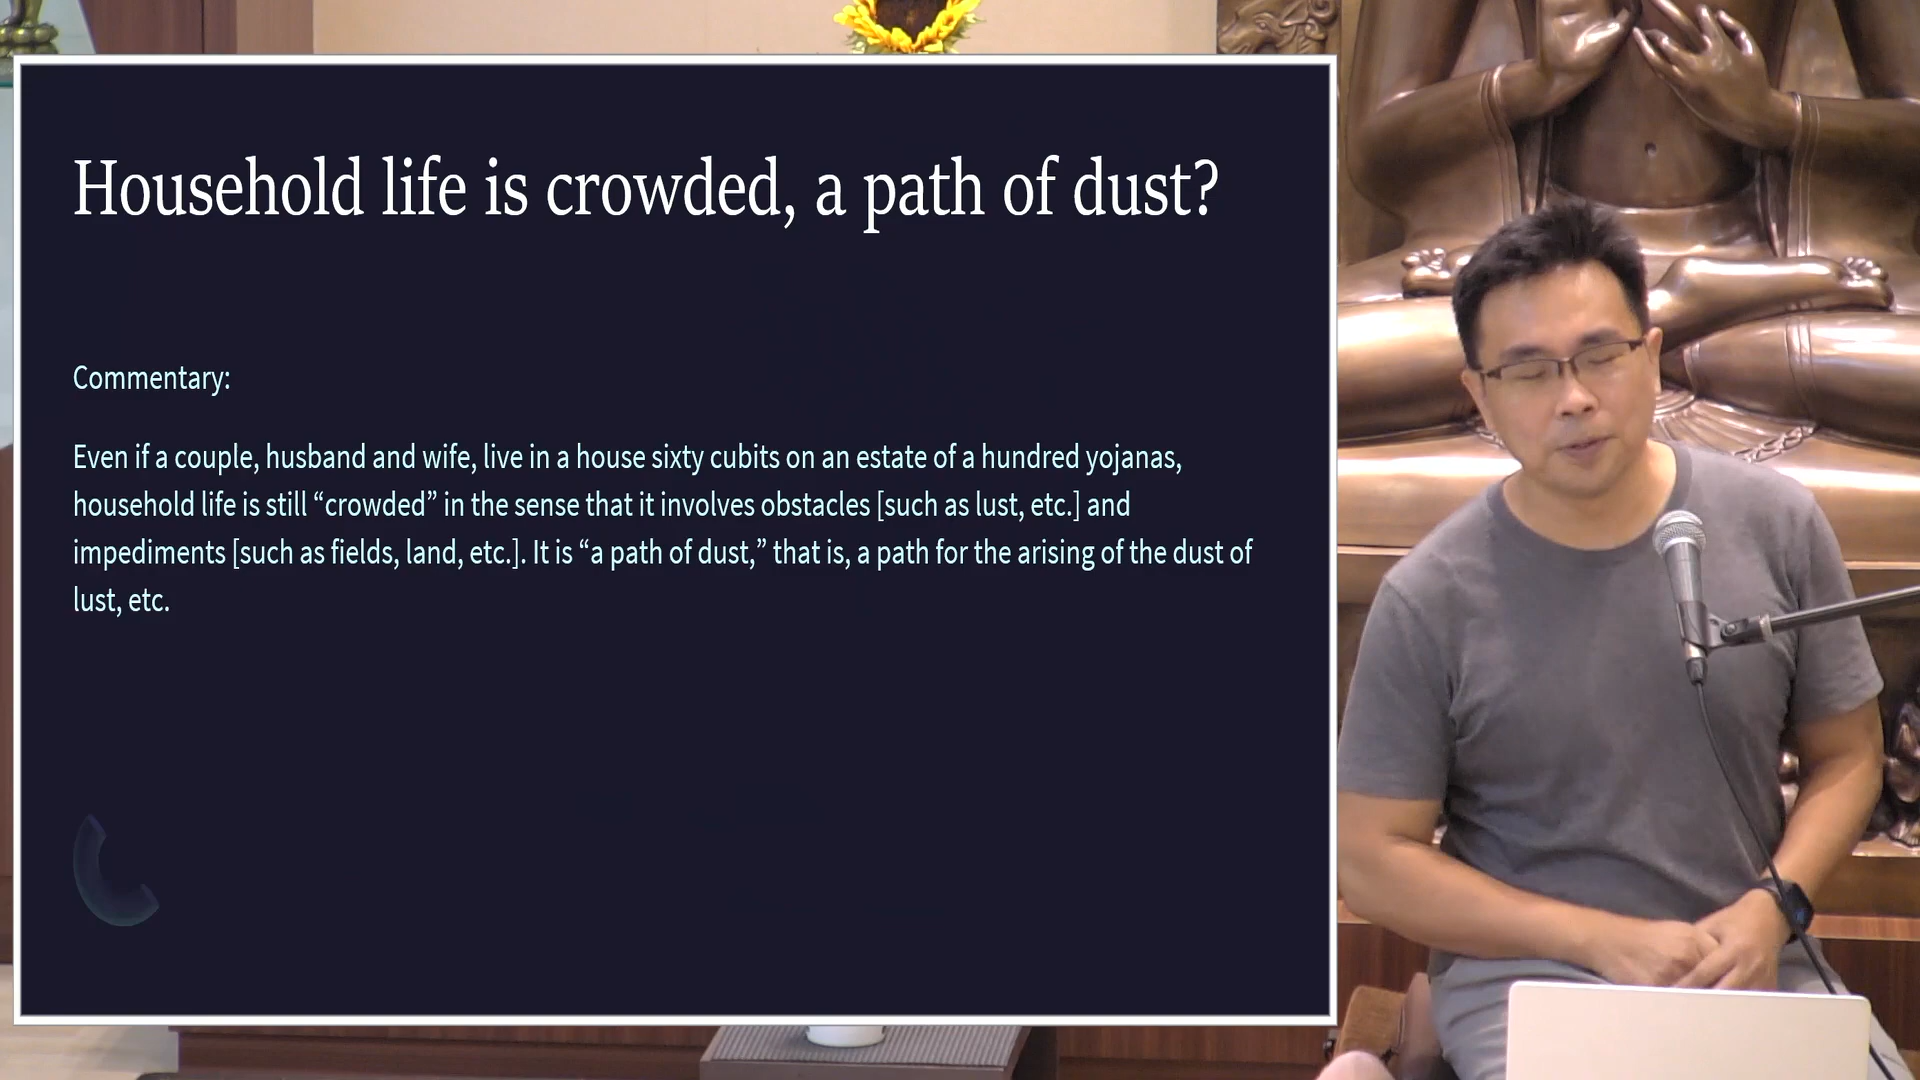 Household life is crowded, a path of dust?
Commentary:
Even if a couple, husband and wife, live in a house sixty cubits on an estate of a hundred yojanas,
household life is still “crowded” in the sense that it involves obstacles [such as lust, etc.] and
impediments [such as fields, land, etc.]. It is “a path of dust,” that is, a path for the arising of the dust of
lust, etc.